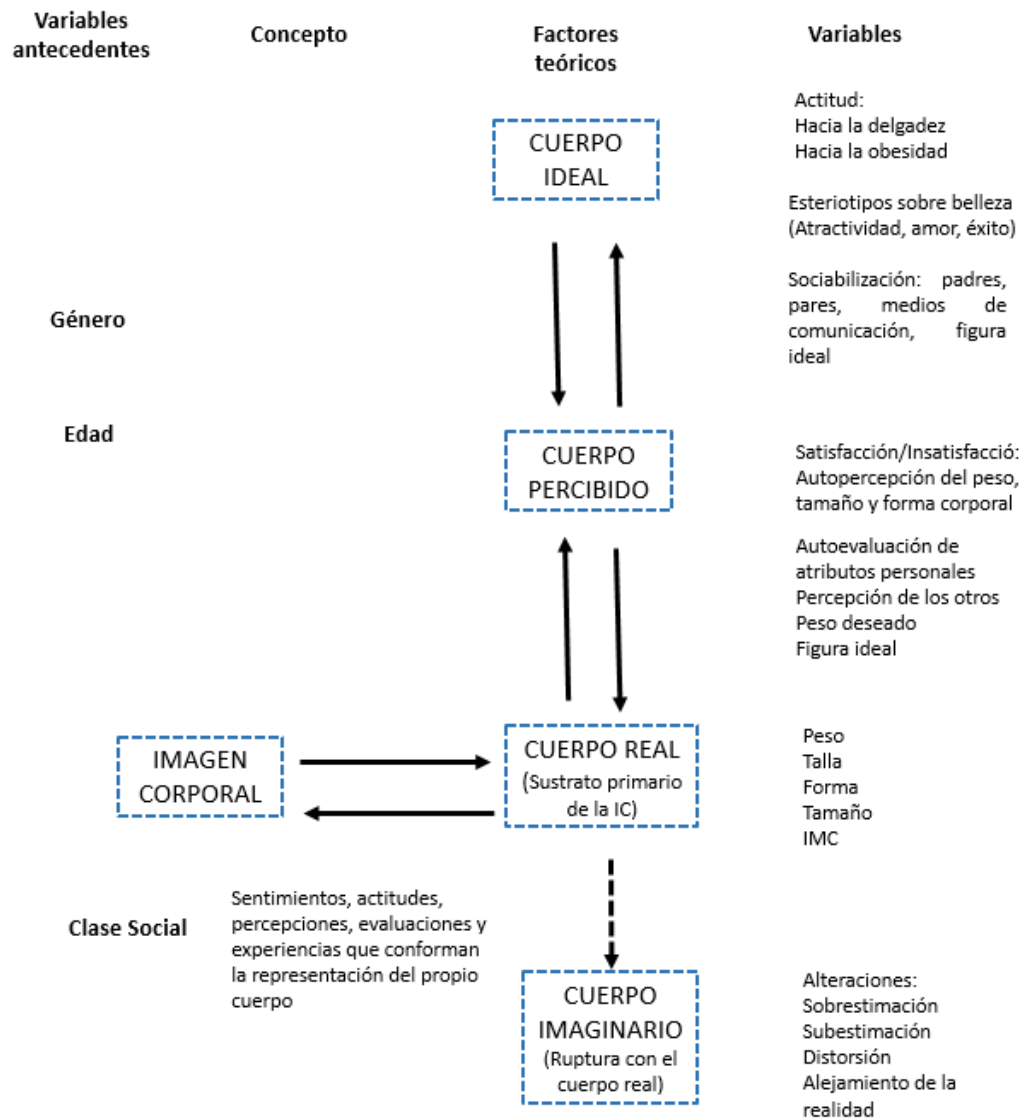 Variables
antecedentes
Concepto
Factores
teóricos
Variables
CUERPO
IDEAL
Actitud:
Hacia la delgadez
Hacia la obesidad
Esteriotipos sobre belleza
(Atractividad, amor, éxito)
Sociabilización: padres,
pares, medios de
comunicación, figura
ideal
Género
Edad
CUERPO
PERCIBIDO
Satisfacción/Insatisfacció:
Autopercepción del peso,
tamaño y forma corporal
Autoevaluación de
atributos personales
Percepción de los otros
Peso deseado
Figura ideal
IMAGEN
CORPORAL
CUERPO REAL
(Sustrato primario
de la IC)
Peso
Talla
Forma
Tamaño
IMC
Clase Social
Sentimientos, actitudes,
percepciones, evaluaciones y
experiencias que conforman
la representación del propio
cuerpo
CUERPO
IMAGINARIO
(Ruptura con el
cuerpo real)
Alteraciones:
Sobrestimación
Subestimación
Distorsión
Alejamiento de la
realidad